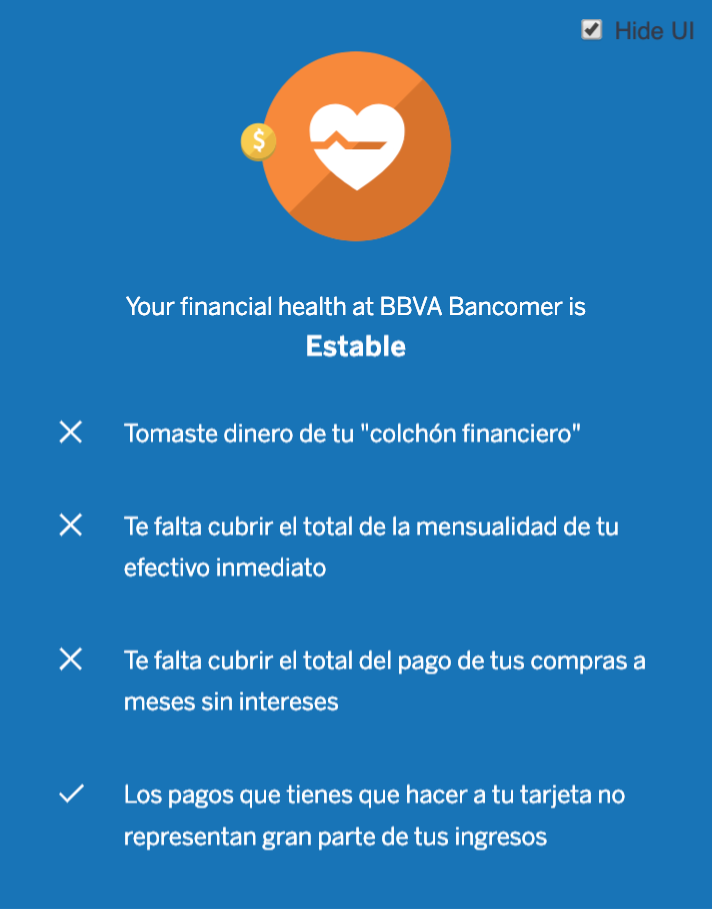 Hide UI
$
Your financial health at BBVA Bancomer is
Estable
Tomaste dinero de tu "colchón financiero"
Te falta cubrir el total de la mensualidad de tu
efectivo inmediato
Te falta cubrir el total del pago de tus compras a
meses sin intereses
Los pagos que tienes que hacer a tu tarjeta no
representan gran parte de tus ingresos